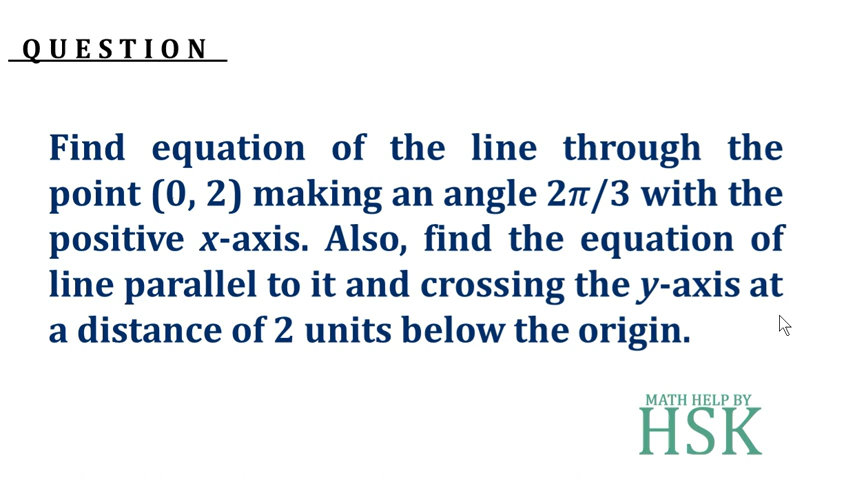 QUESTION
Find equation of the line through the
point (0, 2) making an angle 2π/3 with the
positive x-axis. Also, find the equation of
line parallel to it and crossing the y-axis at
a distance of 2 units below the origin.
MATH HELP BY
HSK